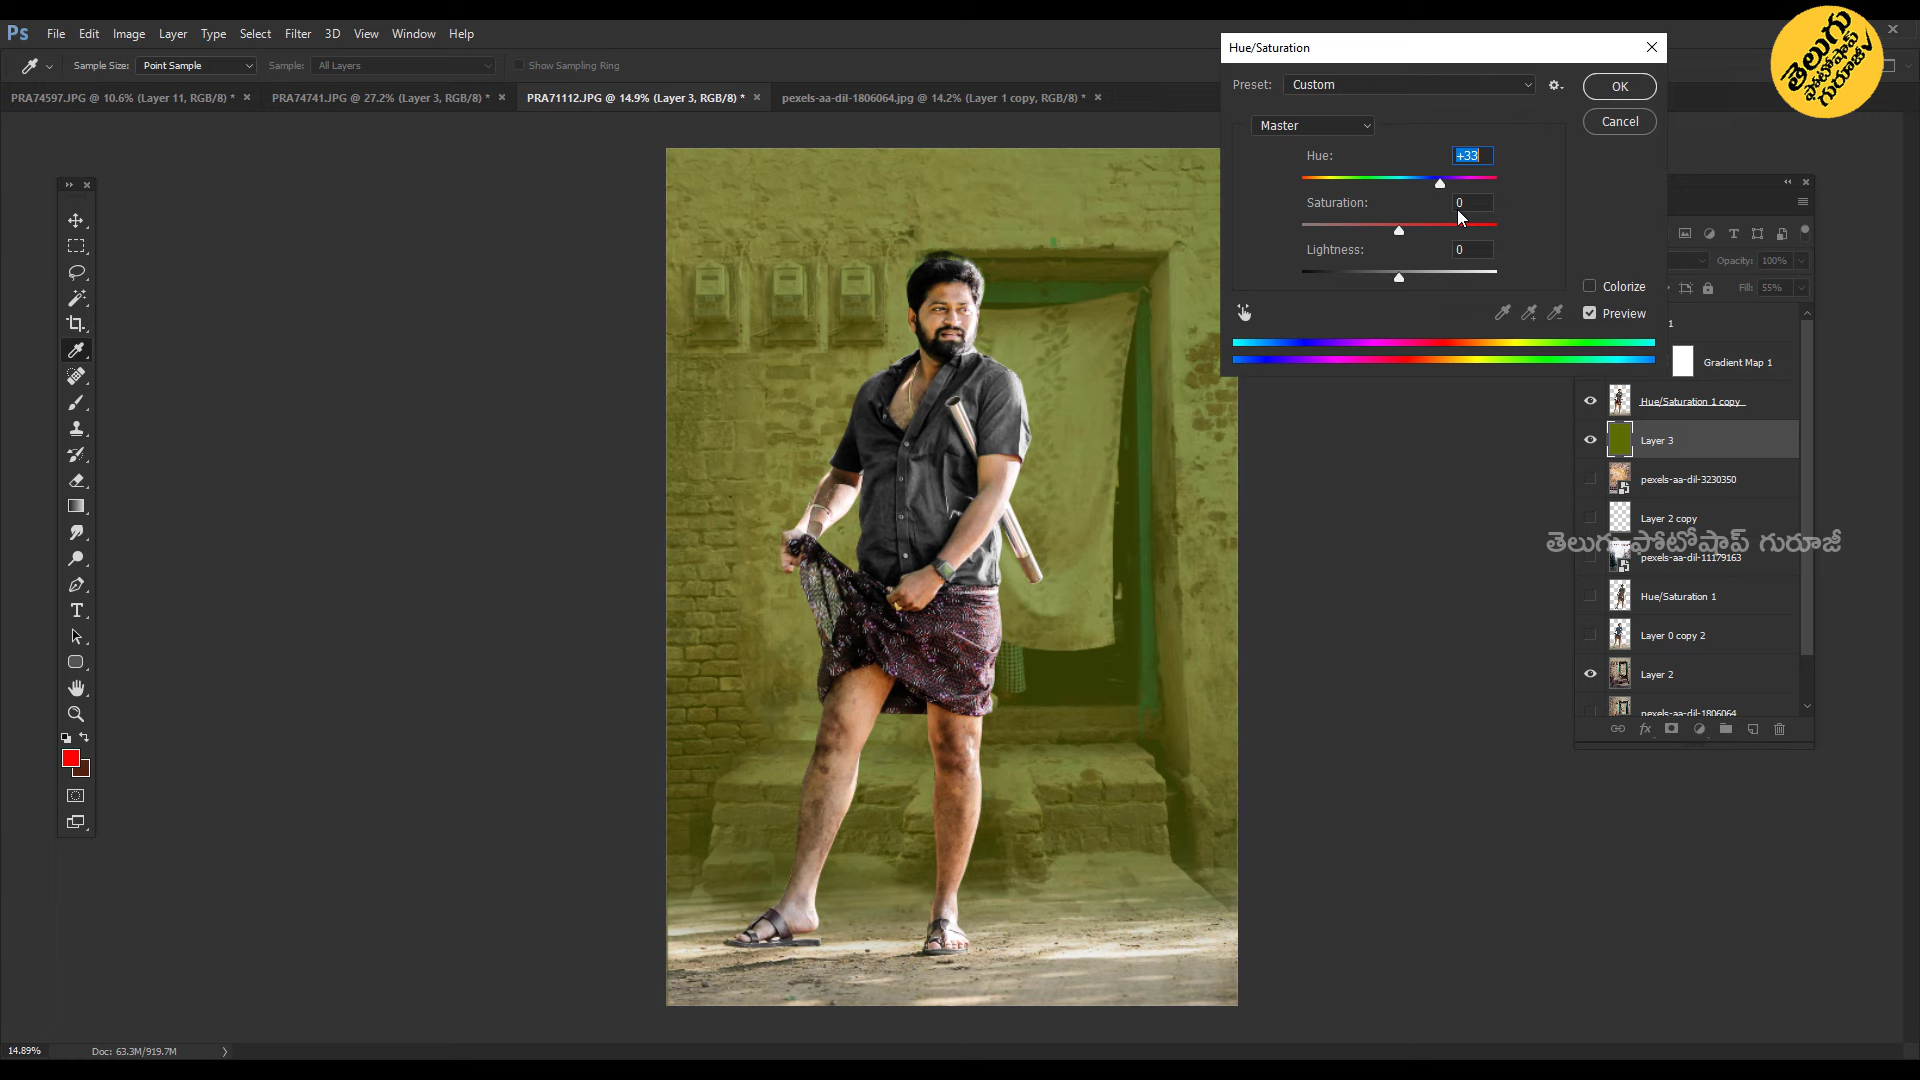 Ps File Edit Image Layer Type Select Filter 3D View Window Help
Sample Size: Point Sample Sample: All Layers Show Sampling Ring
PRA74597.JPG @ 10.6% (Layer 11, RGB/8) * × PRA74741.JPG @ 27.2% (Layer 3, RGB/8) * × PRA71112.JPG @ 14.9% (Layer 3, RGB/8) * × pexels-aa-dil-1806064.jpg @ 14.2% (Layer 1 copy, RGB/8) * ×
తెలుగు
ఫోటోషాప్
గురూజీ
Hue/Saturation
Preset: Custom
OK
Master
Cancel
Hue: +33
Saturation: 0
Lightness: 0
Colorize
Preview
Opacity: 100%
Fill: 55%
1
Gradient Map 1
Hue/Saturation 1 copy
Layer 3
pexels-aa-dil-3230350
Layer 2 copy
తెలుగు ఫోటోషాప్ గురూజీ
pexels-aa-dil-11179163
Hue/Saturation 1
Layer 0 copy 2
Layer 2
pexels-aa-dil-1806064
fx
14.89% Doc: 63.3M/919.7M